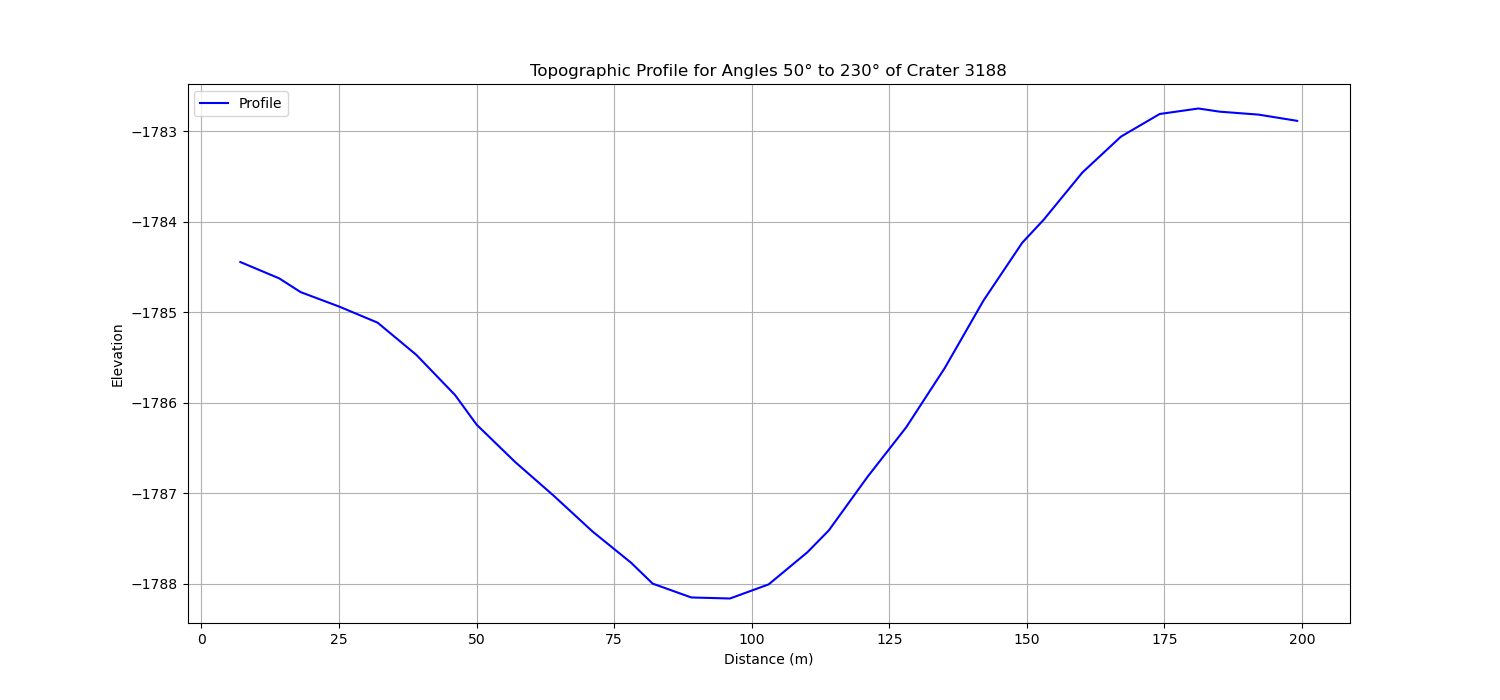 Topographic Profile for Angles 50° to 230° of Crater 3188
Profile
−1783
−1784
−1785
−1786
−1787
−1788
Elevation
0 25 50 75 100 125 150 175 200
Distance (m)